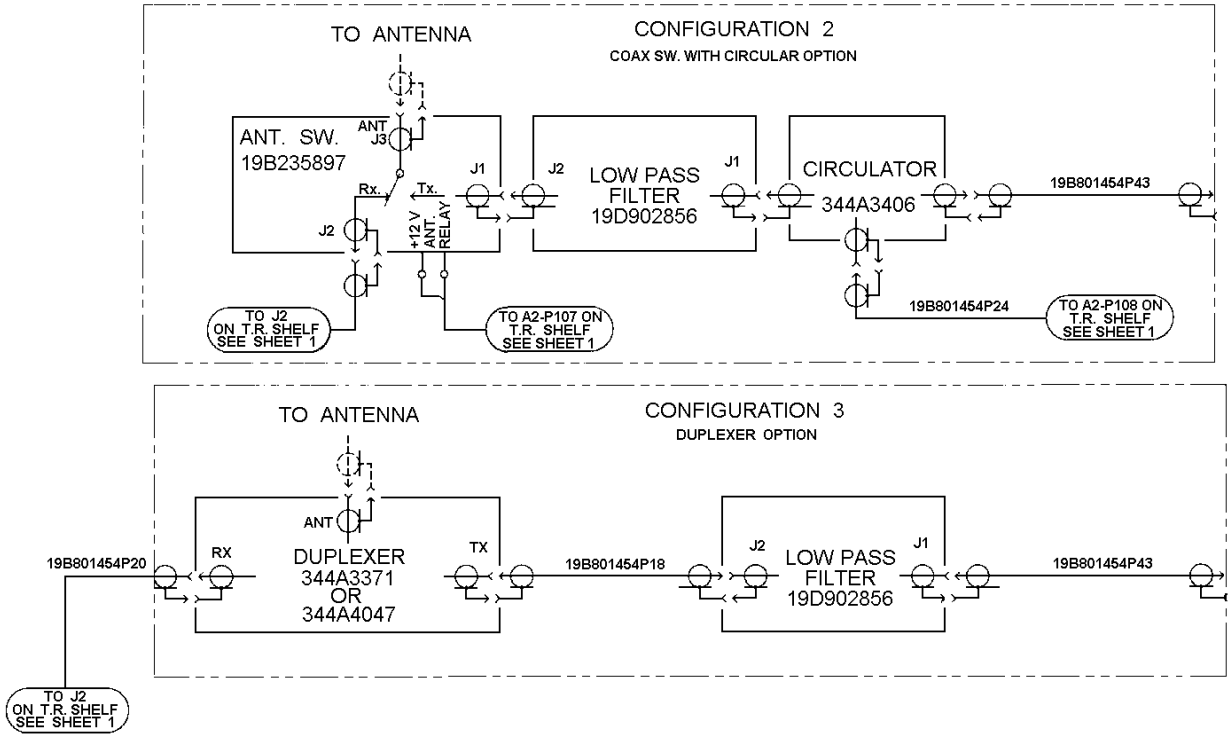 TO ANTENNA
CONFIGURATION 2
COAX SW. WITH CIRCULAR OPTION
ANT. SW.
19B235897
ANT
J3
Rx.
Tx.
J2
+12 V
ANT.
RELAY
J1
J2
LOW PASS
FILTER
19D902856
J1
CIRCULATOR
344A3406
19B801454P43
19B801454P24
TO J2
ON T.R. SHELF
SEE SHEET 1
TO A2-P107 ON
T.R. SHELF
SEE SHEET 1
TO A2-P108 ON
T.R. SHELF
SEE SHEET 1
TO ANTENNA
CONFIGURATION 3
DUPLEXER OPTION
ANT
19B801454P20
RX
DUPLEXER
344A3371
OR
344A4047
TX
19B801454P18
J2
LOW PASS
FILTER
19D902856
J1
19B801454P43
TO J2
ON T.R. SHELF
SEE SHEET 1